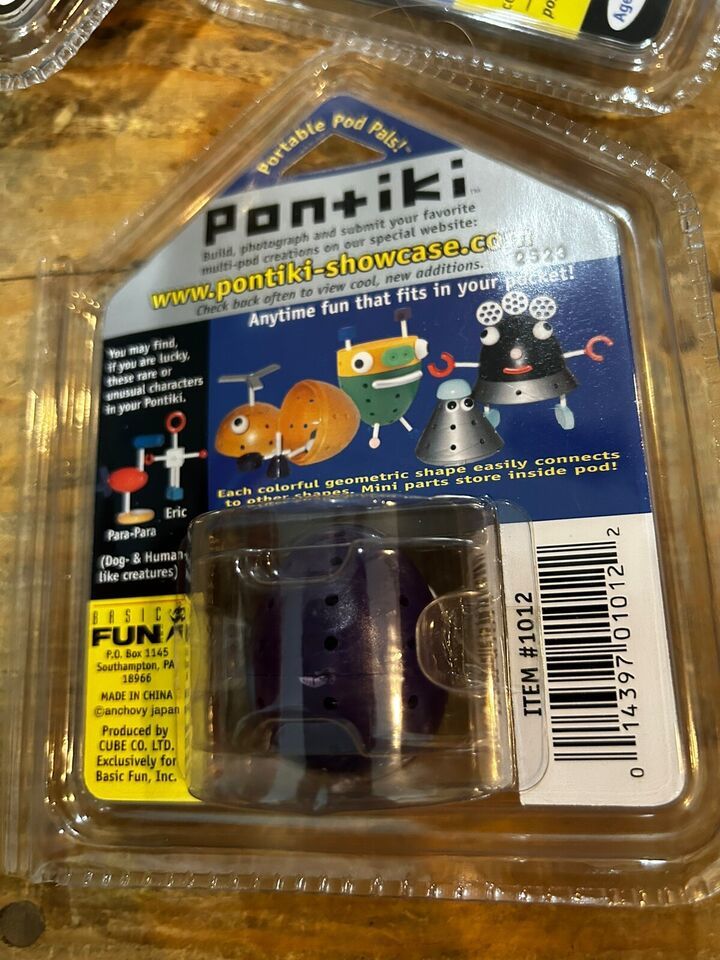 Portable Pod Pals!™
Pontiki™
Build, photograph and submit your favorite
multi-pod creations on our special website:
www.pontiki-showcase.co
2523
Check back often to view cool, new additions.
Anytime fun that fits in your
You may find,
if you are lucky,
these rare or
unusual characters
in your Pontiki.
Eric
Para-Para
(Dog- & Human-
like creatures)
Each colorful geometric shape easily connects
to other shapes. Mini parts store inside pod!
BASIC
FUN
P.O. Box 1145
Southampton, PA
18966
MADE IN CHINA
©anchovy japan
Produced by
CUBE CO. LTD.
Exclusively for
Basic Fun, Inc.
ITEM #1012
0 14397 01012 2
Age